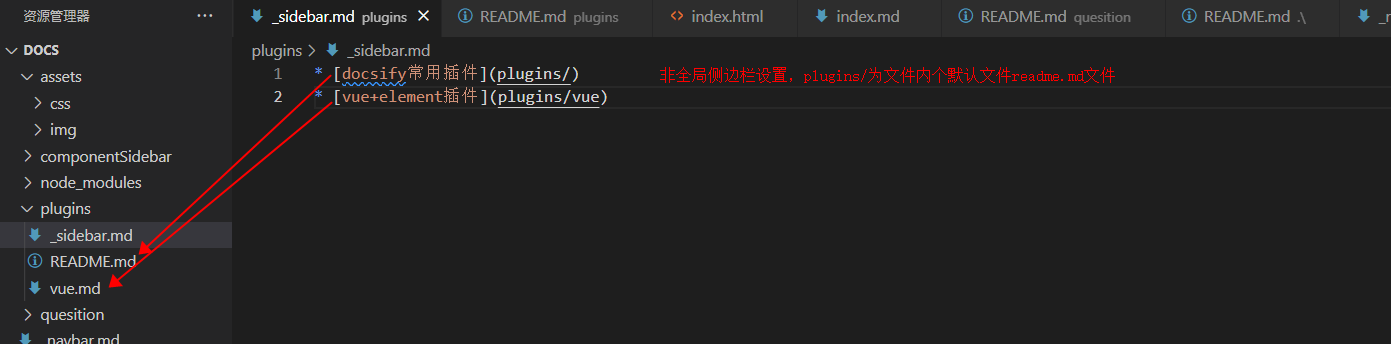 资源管理器 ···
_sidebar.md plugins × README.md plugins index.html index.md README.md quesition README.md .\
DOCS
plugins > _sidebar.md
assets
1 * [docsify常用插件](plugins/) 非全局侧边栏设置，plugins/为文件内个默认文件readme.md文件
css
2 * [vue+element插件](plugins/vue)
img
componentSidebar
node_modules
plugins
_sidebar.md
README.md
vue.md
quesition
_navbar.md